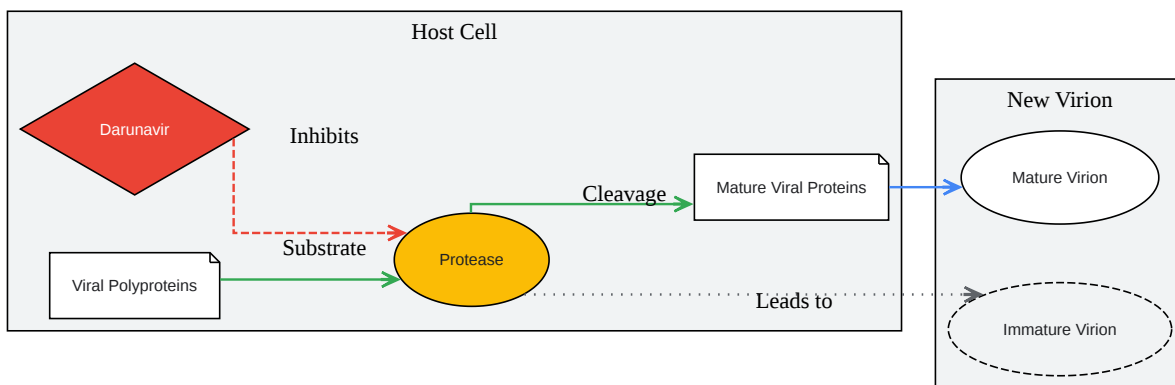 Host Cell
New Virion
Darunavir
Inhibits
Mature Viral Proteins
Mature Virion
Cleavage
Substrate
Protease
Viral Polyproteins
Leads to
Immature Virion